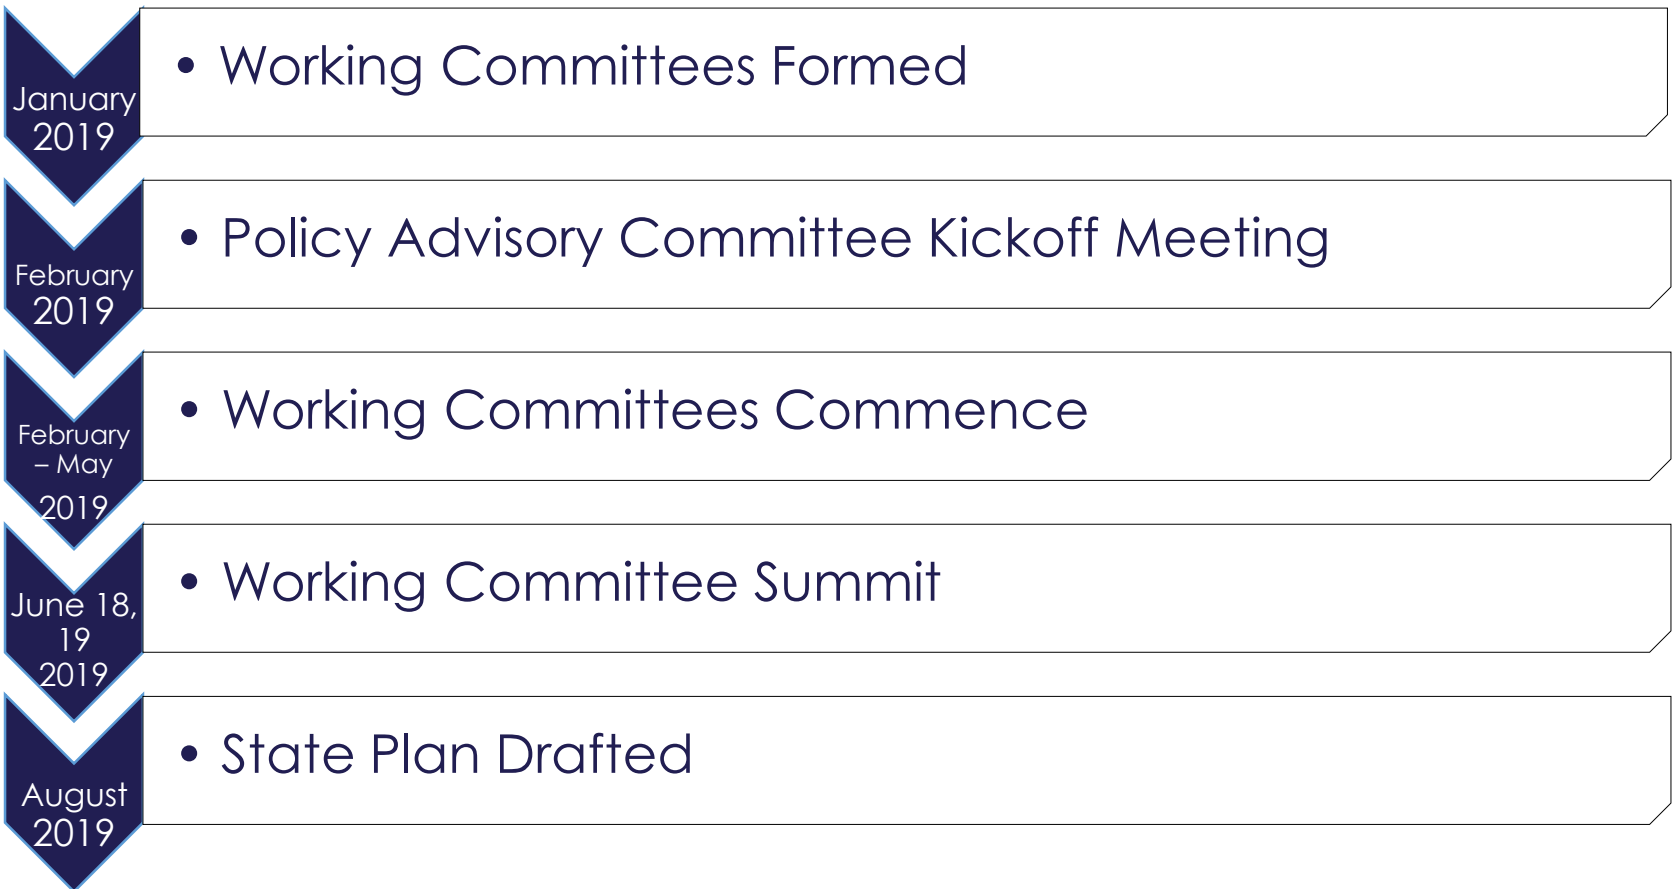 January
2019
• Working Committees Formed
February
2019
• Policy Advisory Committee Kickoff Meeting
February
– May
2019
• Working Committees Commence
June 18,
19
2019
• Working Committee Summit
August
2019
• State Plan Drafted